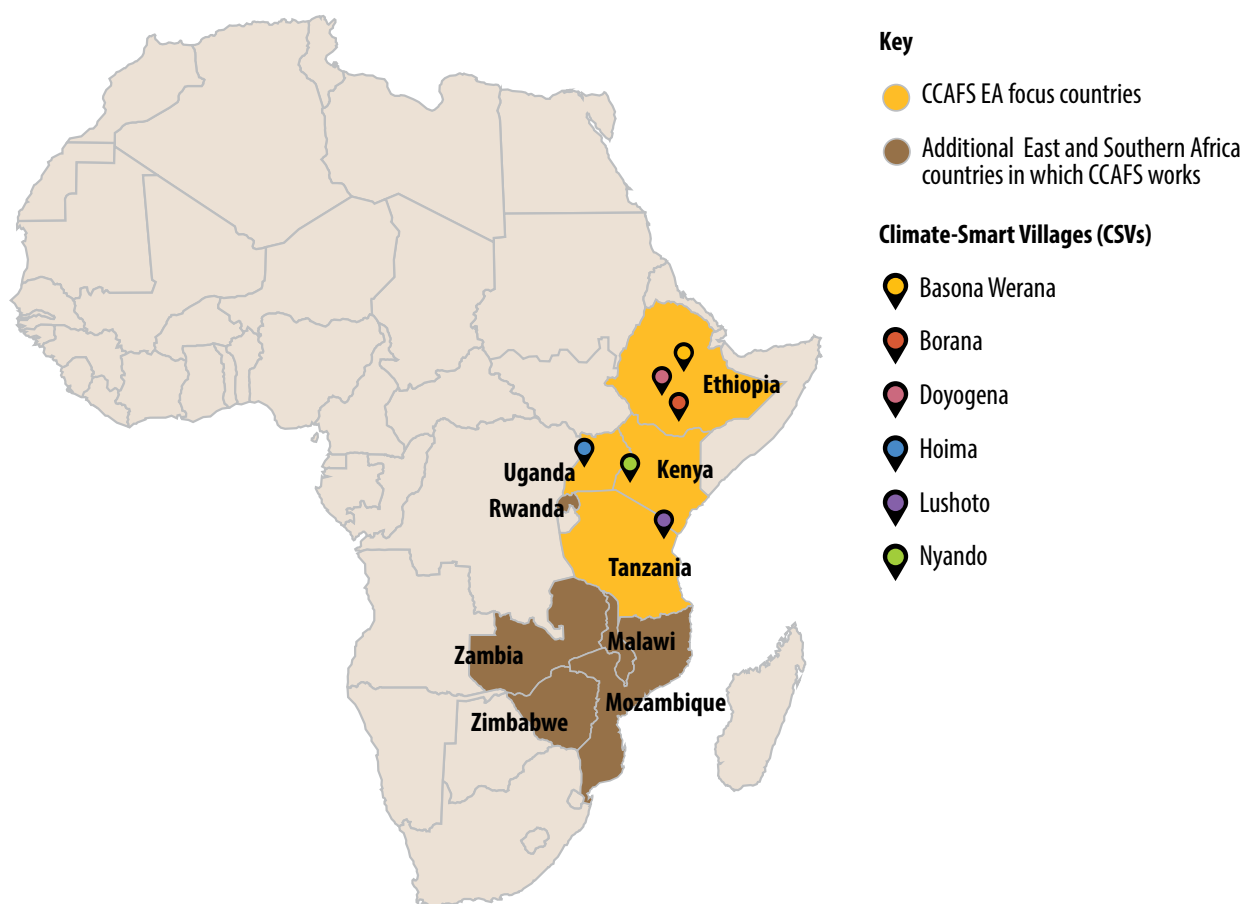 Key
CCAFS EA focus countries
Additional East and Southern Africa
countries in which CCAFS works
Climate-Smart Villages (CSVs)
Basona Werana
Borana
Doyogena
Hoima
Lushoto
Nyando
Ethiopia
Uganda
Kenya
Rwanda
Tanzania
Malawi
Zambia
Mozambique
Zimbabwe